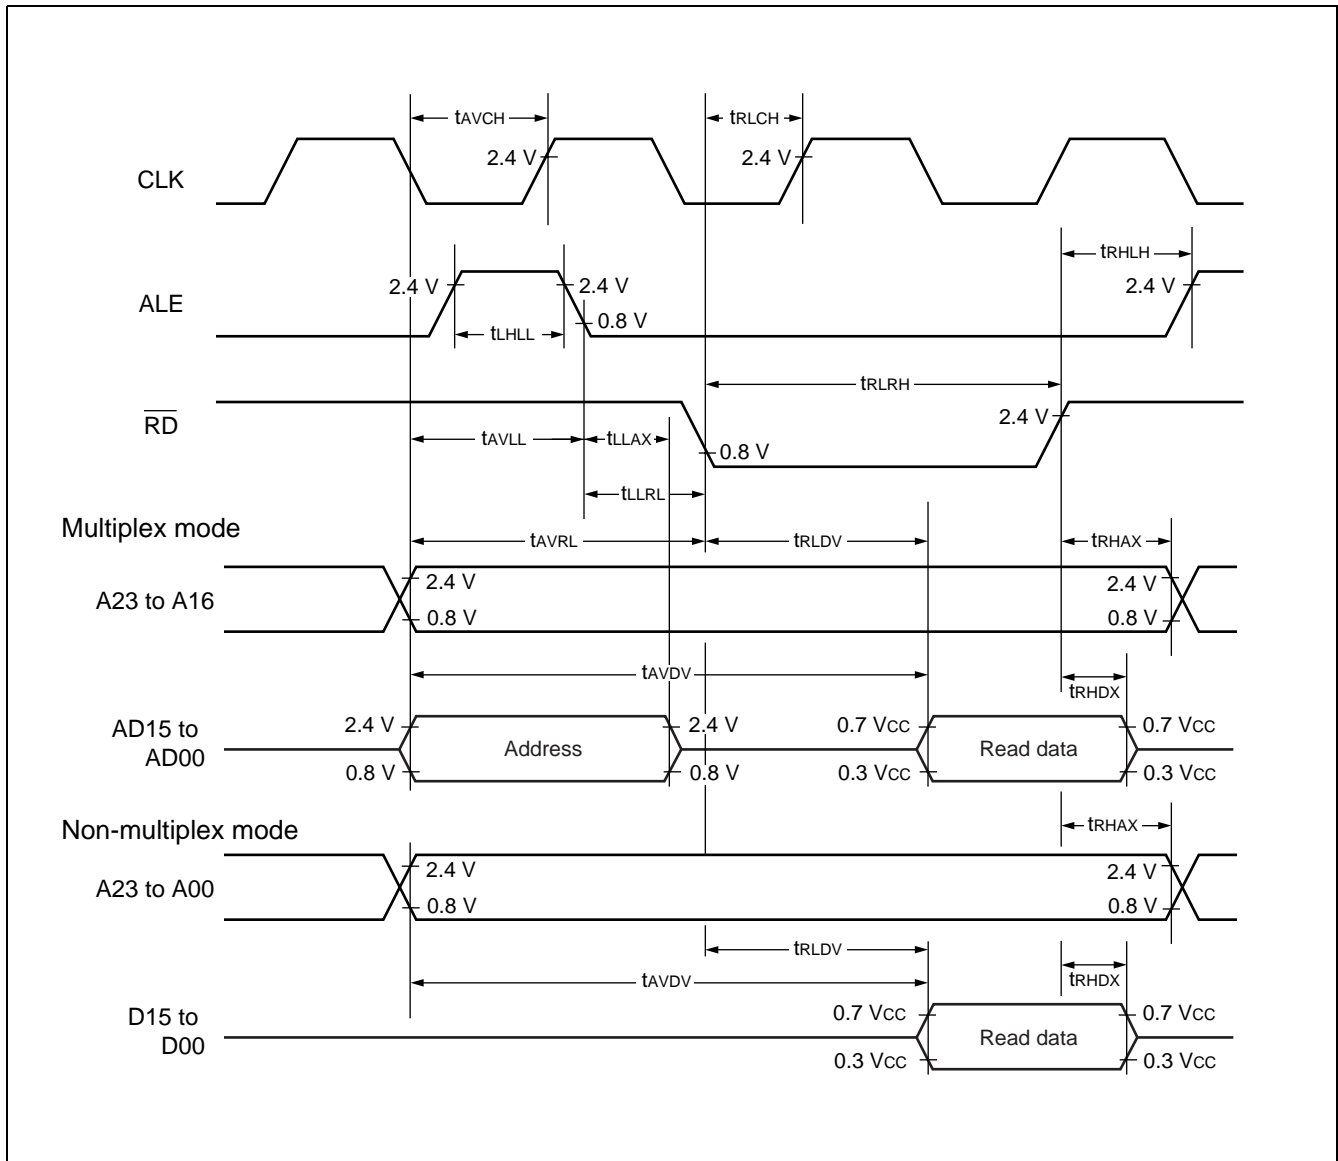 tAVCH
tRLCH
2.4 V
2.4 V
CLK
tRHLH
2.4 V
2.4 V
2.4 V
ALE
0.8 V
tLHLL
tRLRH
2.4 V
RD
tAVLL
tLLAX
0.8 V
tLLRL
Multiplex mode
tAVRL
tRLDV
tRHAX
2.4 V
2.4 V
A23 to A16
0.8 V
0.8 V
tAVDV
tRHDX
AD15 to
AD00
2.4 V
2.4 V
0.7 VCC
0.7 VCC
Address
Read data
0.8 V
0.8 V
0.3 VCC
0.3 VCC
Non-multiplex mode
tRHAX
2.4 V
2.4 V
A23 to A00
0.8 V
0.8 V
tRLDV
tAVDV
tRHDX
D15 to
D00
0.7 VCC
0.7 VCC
Read data
0.3 VCC
0.3 VCC